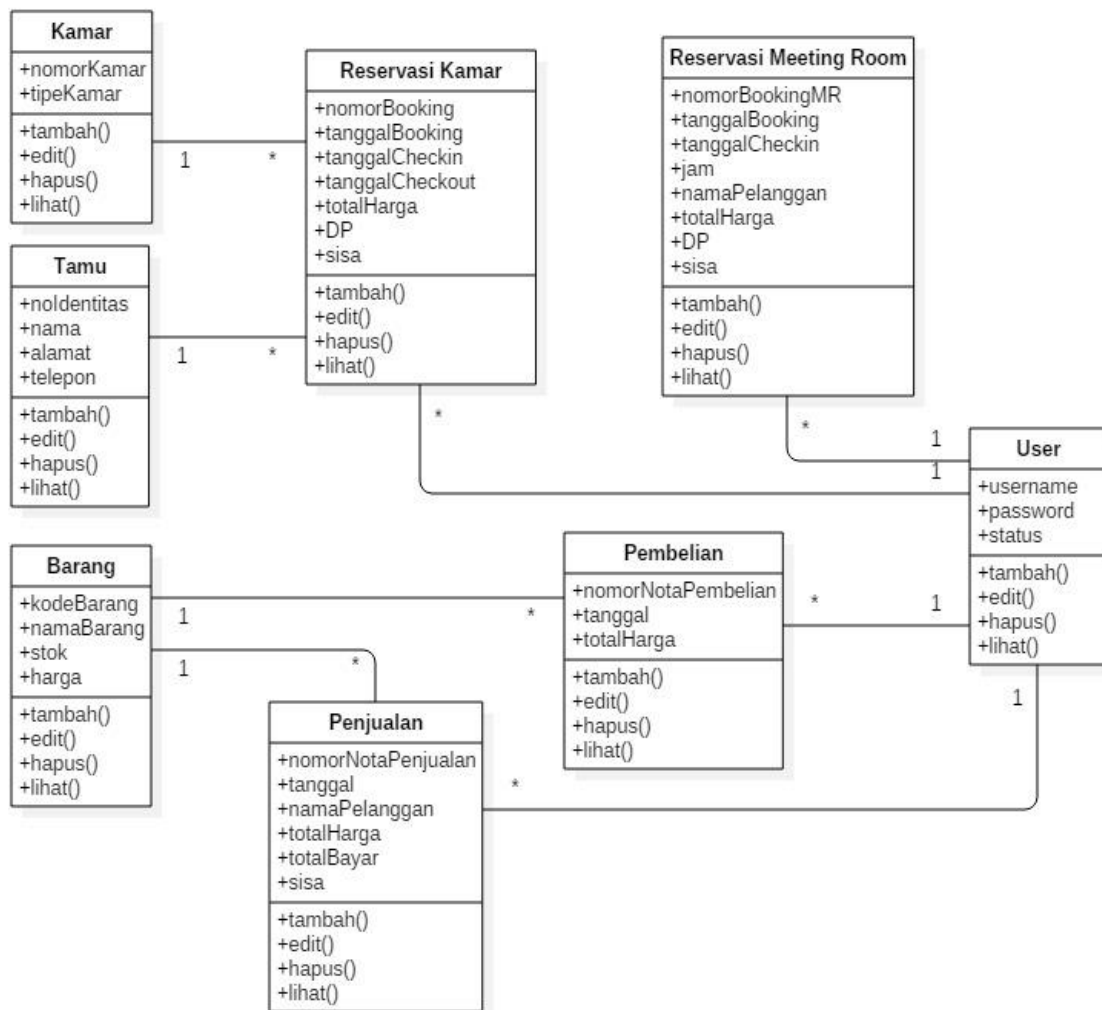 Kamar
+nomorKamar
+tipeKamar
+tambah()
+edit()
+hapus()
+lihat()
1
*
Reservasi Kamar
+nomorBooking
+tanggalBooking
+tanggalCheckin
+tanggalCheckout
+totalHarga
+DP
+sisa
+tambah()
+edit()
+hapus()
+lihat()
*
1
Reservasi Meeting Room
+nomorBookingMR
+tanggalBooking
+tanggalCheckin
+jam
+namaPelanggan
+totalHarga
+DP
+sisa
+tambah()
+edit()
+hapus()
+lihat()
*
1
Tamu
+noIdentitas
+nama
+alamat
+telepon
+tambah()
+edit()
+hapus()
+lihat()
1
*
User
+username
+password
+status
+tambah()
+edit()
+hapus()
+lihat()
Barang
+kodeBarang
+namaBarang
+stok
+harga
+tambah()
+edit()
+hapus()
+lihat()
1
*
1
*
Pembelian
+nomorNotaPembelian
+tanggal
+totalHarga
+tambah()
+edit()
+hapus()
+lihat()
*
1
Penjualan
+nomorNotaPenjualan
+tanggal
+namaPelanggan
+totalHarga
+totalBayar
+sisa
+tambah()
+edit()
+hapus()
+lihat()
*
1